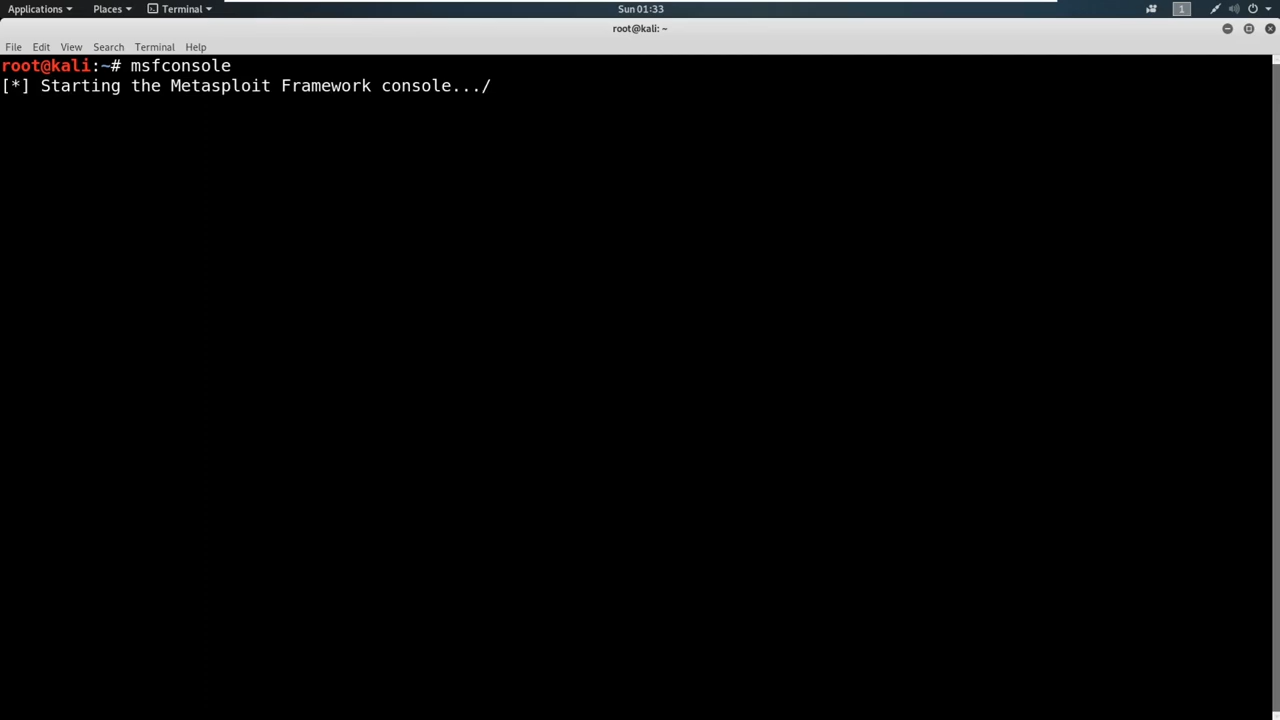 Applications Places Terminal Sun 01:33 1
root@kali: ~
File Edit View Search Terminal Help
root@kali:~# msfconsole
[*] Starting the Metasploit Framework console.../